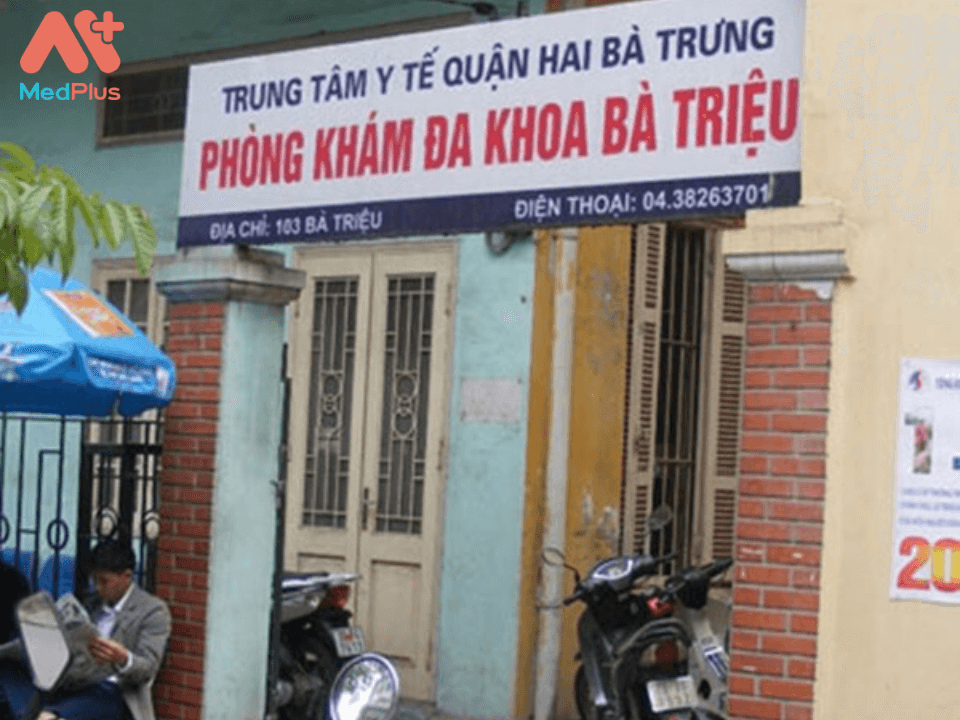 MedPlus
TRUNG TÂM Y TẾ QUẬN HAI BÀ TRƯNG
PHÒNG KHÁM ĐA KHOA BÀ TRIỆU
ĐỊA CHỈ: 103 BÀ TRIỆU
ĐIỆN THOẠI: 04.38263701
20